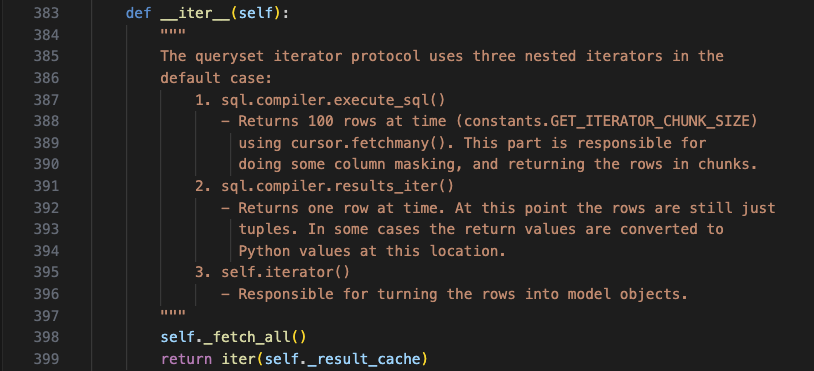 383 def __iter__(self):
384 """
385 The queryset iterator protocol uses three nested iterators in the
386 default case:
387 1. sql.compiler.execute_sql()
388 - Returns 100 rows at time (constants.GET_ITERATOR_CHUNK_SIZE)
389 using cursor.fetchmany(). This part is responsible for
390 doing some column masking, and returning the rows in chunks.
391 2. sql.compiler.results_iter()
392 - Returns one row at time. At this point the rows are still just
393 tuples. In some cases the return values are converted to
394 Python values at this location.
395 3. self.iterator()
396 - Responsible for turning the rows into model objects.
397 """
398 self._fetch_all()
399 return iter(self._result_cache)